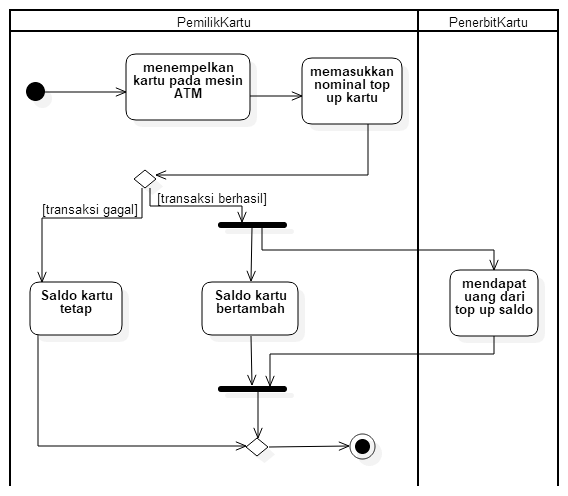 PemilikKartu
PenerbitKartu
menempelkan
kartu pada mesin
ATM
memasukkan
nominal top
up kartu
[transaksi berhasil]
[transaksi gagal]
Saldo kartu
tetap
Saldo kartu
bertambah
mendapat
uang dari
top up saldo